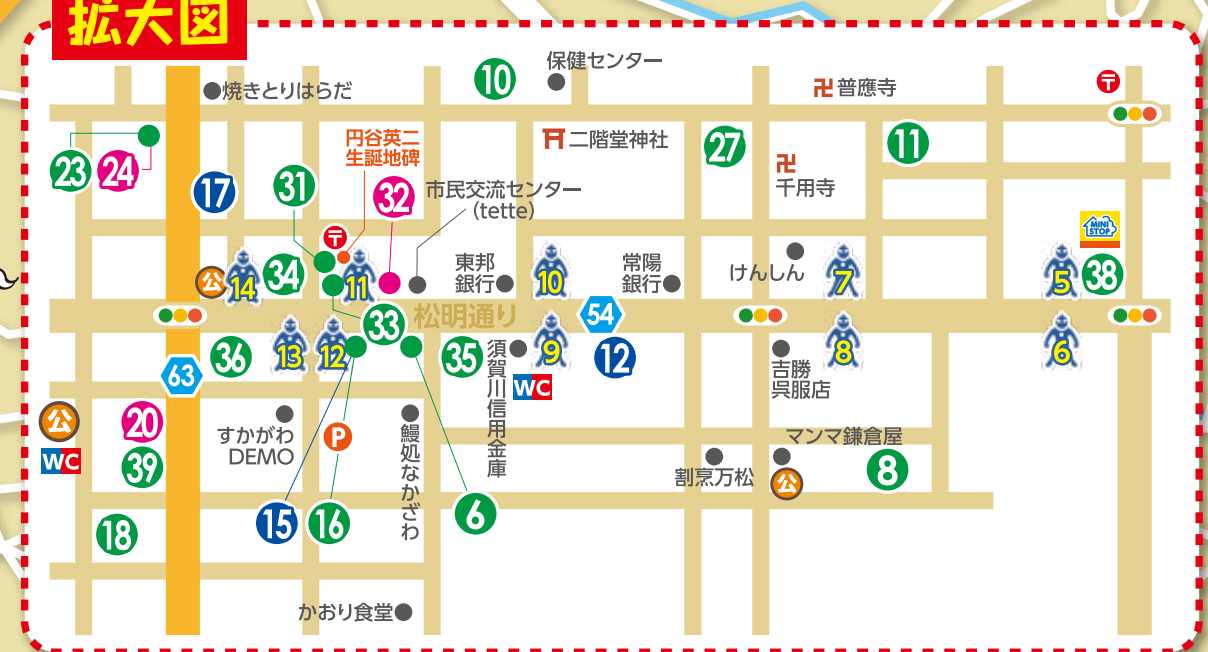 拡大図
保健センター
10
焼きとりはらだ
卍普應寺
〒
円谷英二
生誕地碑
二階堂神社
27
11
23
24
卍
千用寺
17
31
32
市民交流センター
(tette)
〒
MINI
STOP
公
14
34
11
東邦
銀行
10
常陽
銀行
けんしん
7
5
38
松明通り
33
54
36
13
12
35
須賀川信用金庫
9
12
8
6
63
WC
吉勝
呉服店
公
20
すかがわ
DEMO
P
鰻処なかざわ
マンマ鎌倉屋
WC
39
割烹万松
公
8
18
15
16
6
かおり食堂